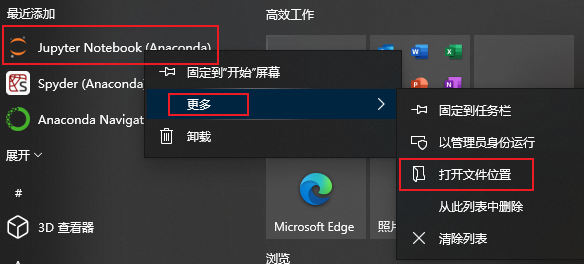 最近添加
高效工作
Jupyter Notebook (Anaconda)
固定到"开始"屏幕
Spyder (Anaconda
更多
固定到任务栏
Anaconda Navigat
卸载
以管理员身份运行
展开
打开文件位置
#
从此列表中删除
3D 查看器
Microsoft Edge
照片
清除列表
浏览